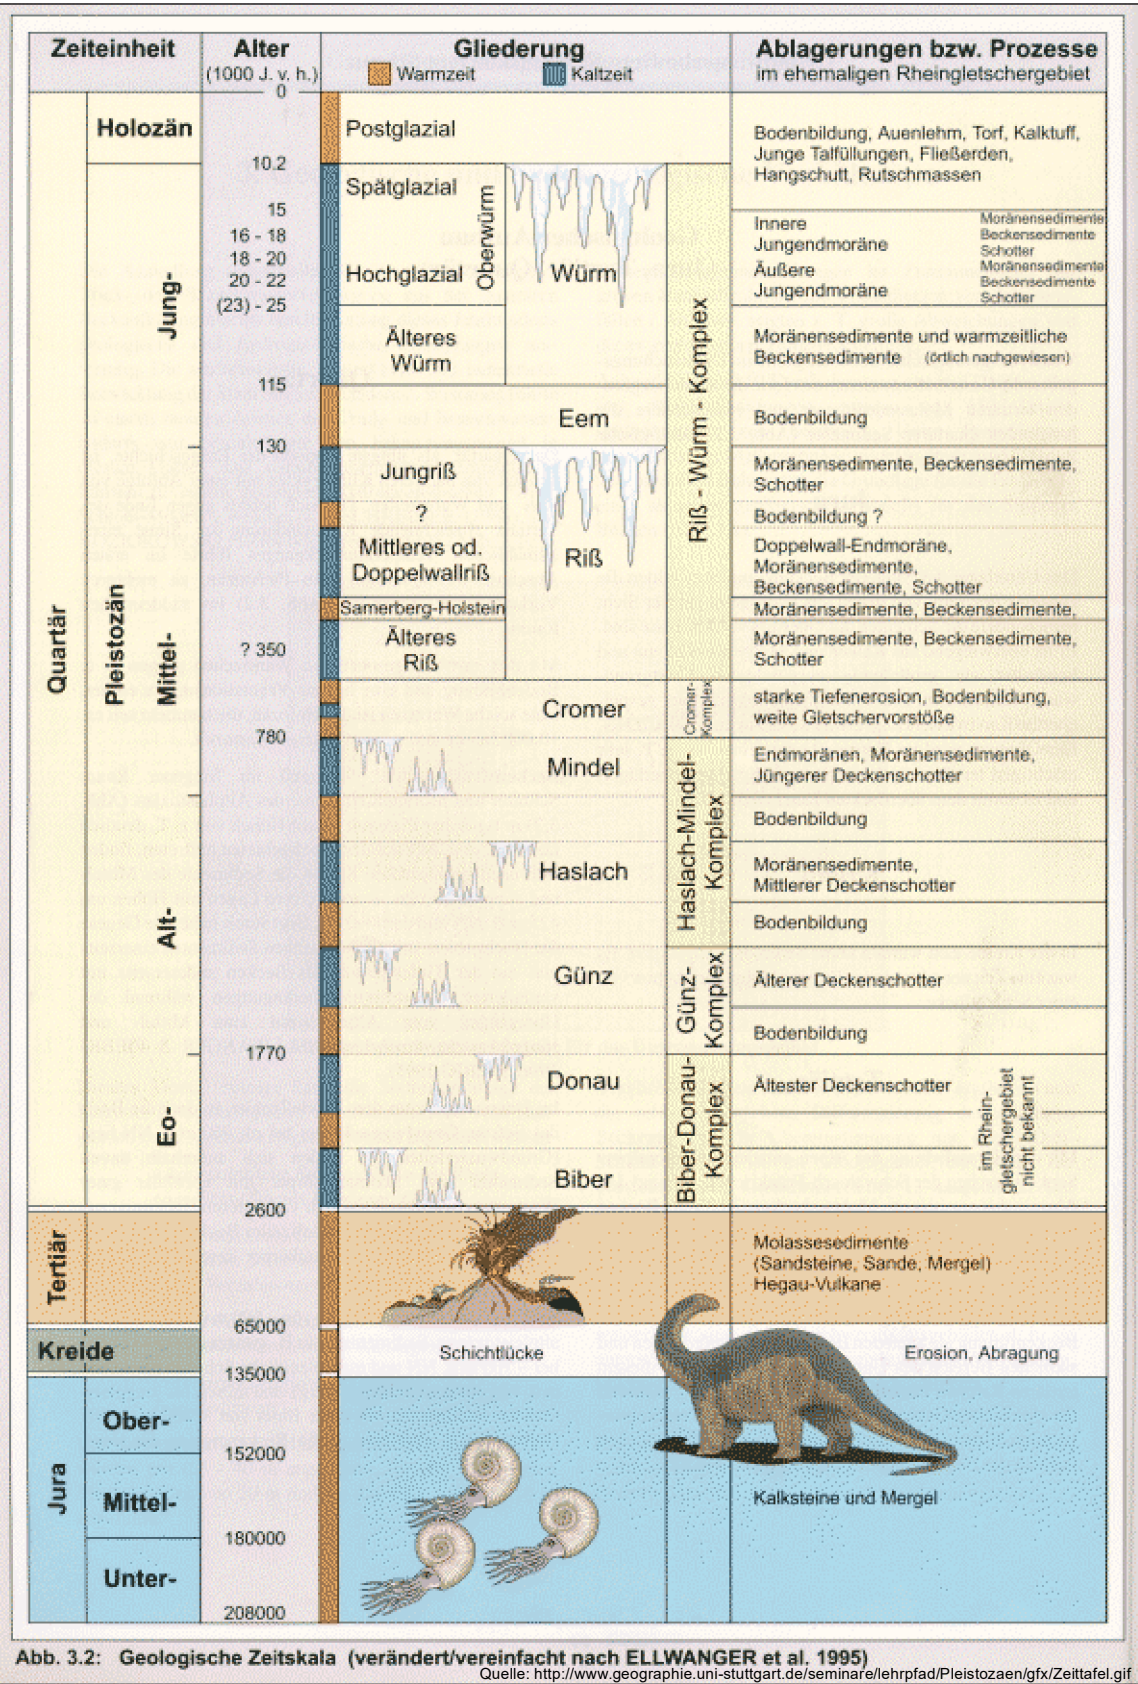 Zeiteinheit
Alter
(1000 J. v. h.)
Gliederung
Warmzeit
Kaltzeit
Ablagerungen bzw. Prozesse
im ehemaligen Rheingletschergebiet
0
Quartär
Holozän
Postglazial
Bodenbildung, Auenlehm, Torf, Kalktuff,
Junge Talfüllungen, Fließerden,
Hangschutt, Rutschmassen
10.2
Pleistozän
Jung-
Spätglazial
Oberwürm
Würm
Riß - Würm - Komplex
15
16 - 18
18 - 20
20 - 22
(23) - 25
Hochglazial
Innere
Jungendmoräne
Moränensedimente
Beckensedimente
Schotter
Äußere
Jungendmoräne
Moränensedimente
Beckensedimente
Schotter
Älteres
Würm
Moränensedimente und warmzeitliche
Beckensedimente (örtlich nachgewiesen)
115
Eem
Bodenbildung
130
Mittel-
Jungriß
Riß
Moränensedimente, Beckensedimente,
Schotter
?
Bodenbildung ?
Mittleres od.
Doppelwallriß
Doppelwall-Endmoräne,
Moränensedimente,
Beckensedimente, Schotter
Samerberg-Holstein
Moränensedimente, Beckensedimente,
? 350
Älteres
Riß
Moränensedimente, Beckensedimente,
Schotter
Cromer
Cromer-
Komplex
starke Tiefenerosion, Bodenbildung,
weite Gletschervorstöße
780
Mindel
Haslach-Mindel-
Komplex
Endmoränen, Moränensedimente,
Jüngerer Deckenschotter
Alt-
Bodenbildung
Haslach
Moränensedimente,
Mittlerer Deckenschotter
Bodenbildung
Günz
Günz-
Komplex
Älterer Deckenschotter
Bodenbildung
1770
Eo-
Donau
Biber-Donau-
Komplex
Ältester Deckenschotter
im Rhein-
gletschergebiet
nicht bekannt
Biber
2600
Tertiär
Molassesedimente
(Sandsteine, Sande, Mergel)
Hegau-Vulkane
65000
Kreide
Schichtlücke
Erosion, Abragung
135000
Jura
Ober-
152000
Mittel-
Kalksteine und Mergel
180000
Unter-
208000
Abb. 3.2: Geologische Zeitskala (verändert/vereinfacht nach ELLWANGER et al. 1995)
Quelle: http://www.geographie.uni-stuttgart.de/seminare/lehrpfad/Pleistozaen/gfx/Zeittafel.gif